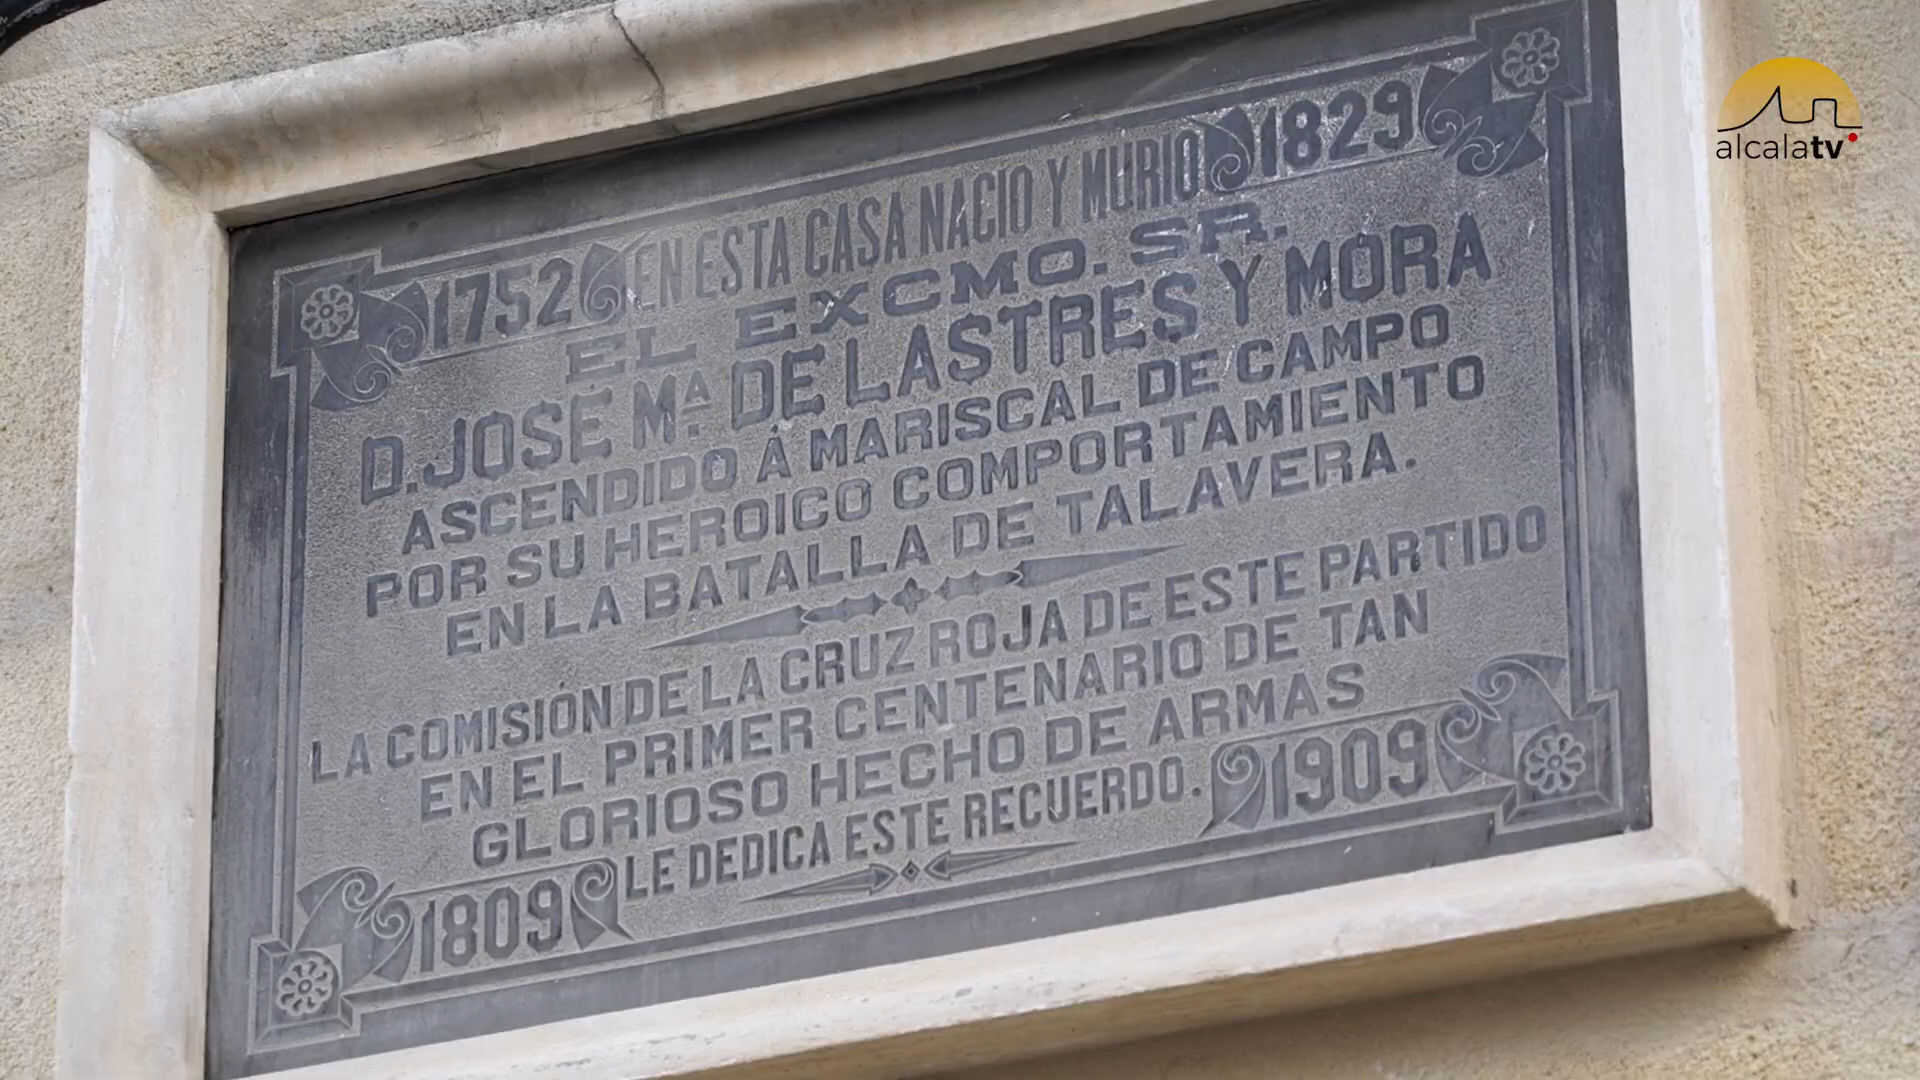 1752 EN ESTA CASA NACIO Y MURIO 1829
EL EXCMO. SR.
D. JOSE Mª. DE LASTRES Y MORA
ASCENDIDO Á MARISCAL DE CAMPO
POR SU HEROICO COMPORTAMIENTO
EN LA BATALLA DE TALAVERA.
LA COMISION DE LA CRUZ ROJA DE ESTE PARTIDO
EN EL PRIMER CENTENARIO DE TAN
GLORIOSO HECHO DE ARMAS
1809 LE DEDICA ESTE RECUERDO. 1909
alcalatv